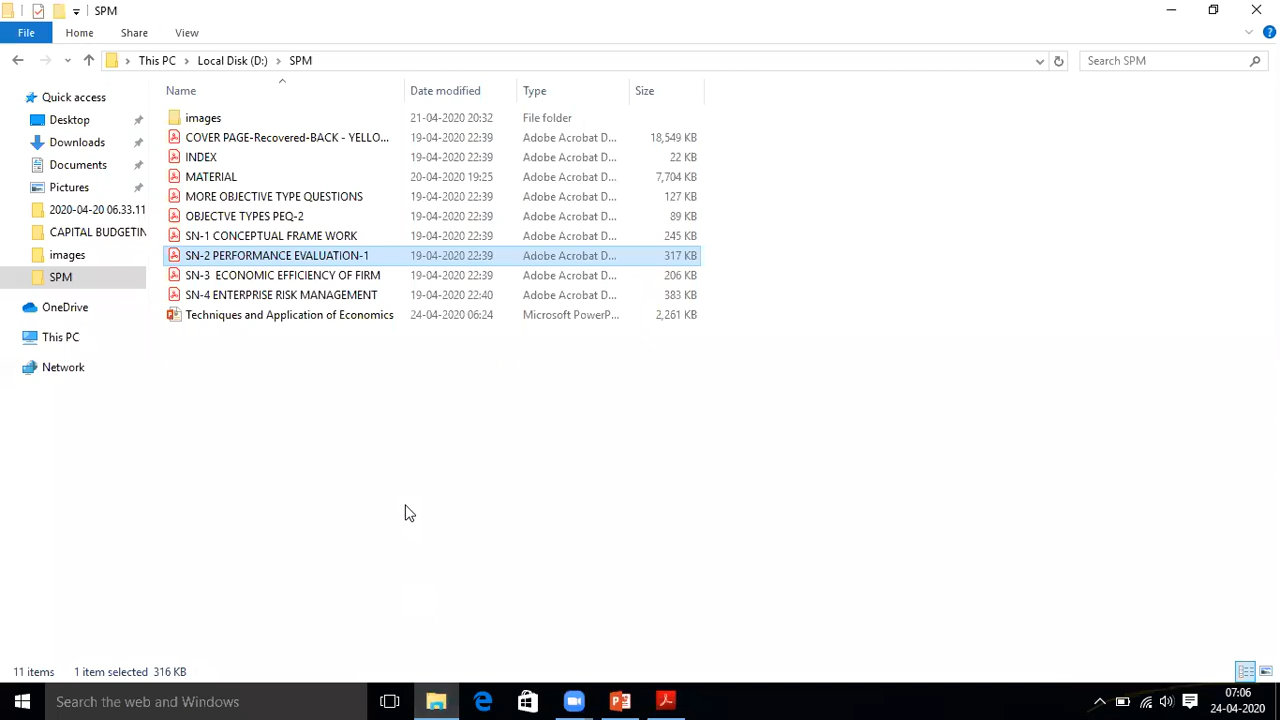 SPM
File Home Share View
This PC Local Disk (D:) SPM Search SPM
Name Date modified Type Size
Quick access
Desktop
Downloads
Documents
Pictures
2020-04-20 06.33.11
CAPITAL BUDGETIN
images
SPM
OneDrive
This PC
Network
images 21-04-2020 20:32 File folder
COVER PAGE-Recovered-BACK - YELLO... 19-04-2020 22:39 Adobe Acrobat D... 18,549 KB
INDEX 19-04-2020 22:39 Adobe Acrobat D... 22 KB
MATERIAL 20-04-2020 19:25 Adobe Acrobat D... 7,704 KB
MORE OBJECTIVE TYPE QUESTIONS 19-04-2020 22:39 Adobe Acrobat D... 127 KB
OBJECTVE TYPES PEQ-2 19-04-2020 22:39 Adobe Acrobat D... 89 KB
SN-1 CONCEPTUAL FRAME WORK 19-04-2020 22:39 Adobe Acrobat D... 245 KB
SN-2 PERFORMANCE EVALUATION-1 19-04-2020 22:39 Adobe Acrobat D... 317 KB
SN-3 ECONOMIC EFFICIENCY OF FIRM 19-04-2020 22:39 Adobe Acrobat D... 206 KB
SN-4 ENTERPRISE RISK MANAGEMENT 19-04-2020 22:40 Adobe Acrobat D... 383 KB
Techniques and Application of Economics 24-04-2020 06:24 Microsoft PowerP... 2,261 KB
11 items 1 item selected 316 KB
Search the web and Windows
07:06
24-04-2020